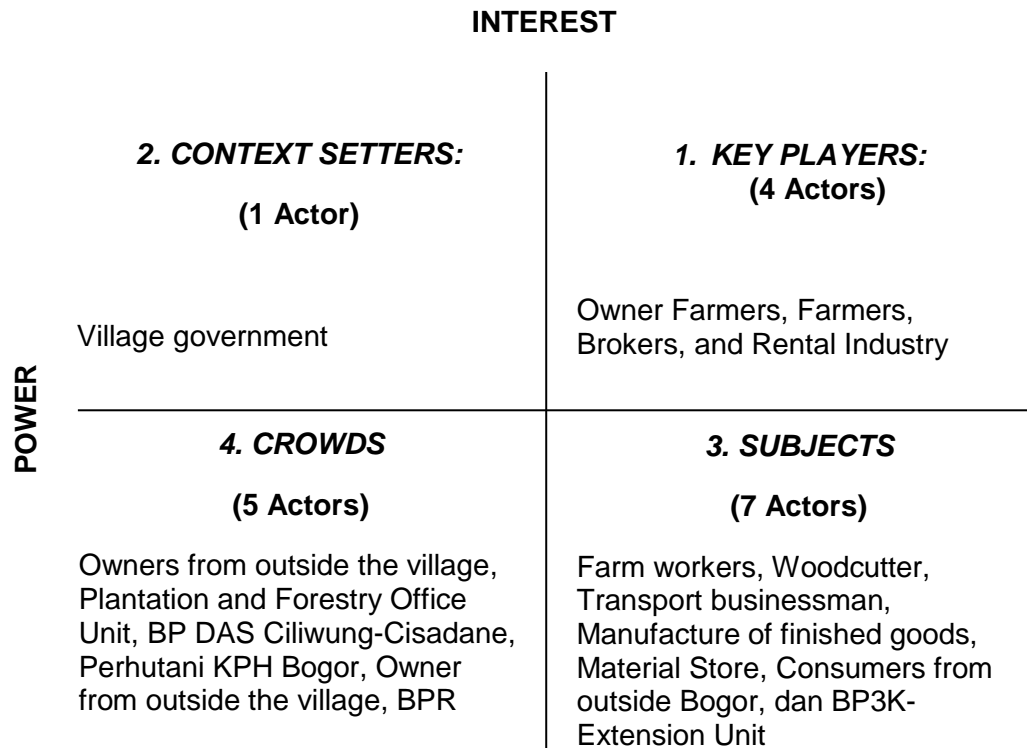 INTEREST
POWER
2. CONTEXT SETTERS:
(1 Actor)
Village government
1. KEY PLAYERS:
(4 Actors)
Owner Farmers, Farmers,
Brokers, and Rental Industry
4. CROWDS
(5 Actors)
Owners from outside the village,
Plantation and Forestry Office
Unit, BP DAS Ciliwung-Cisadane,
Perhutani KPH Bogor, Owner
from outside the village, BPR
3. SUBJECTS
(7 Actors)
Farm workers, Woodcutter,
Transport businessman,
Manufacture of finished goods,
Material Store, Consumers from
outside Bogor, dan BP3K-
Extension Unit